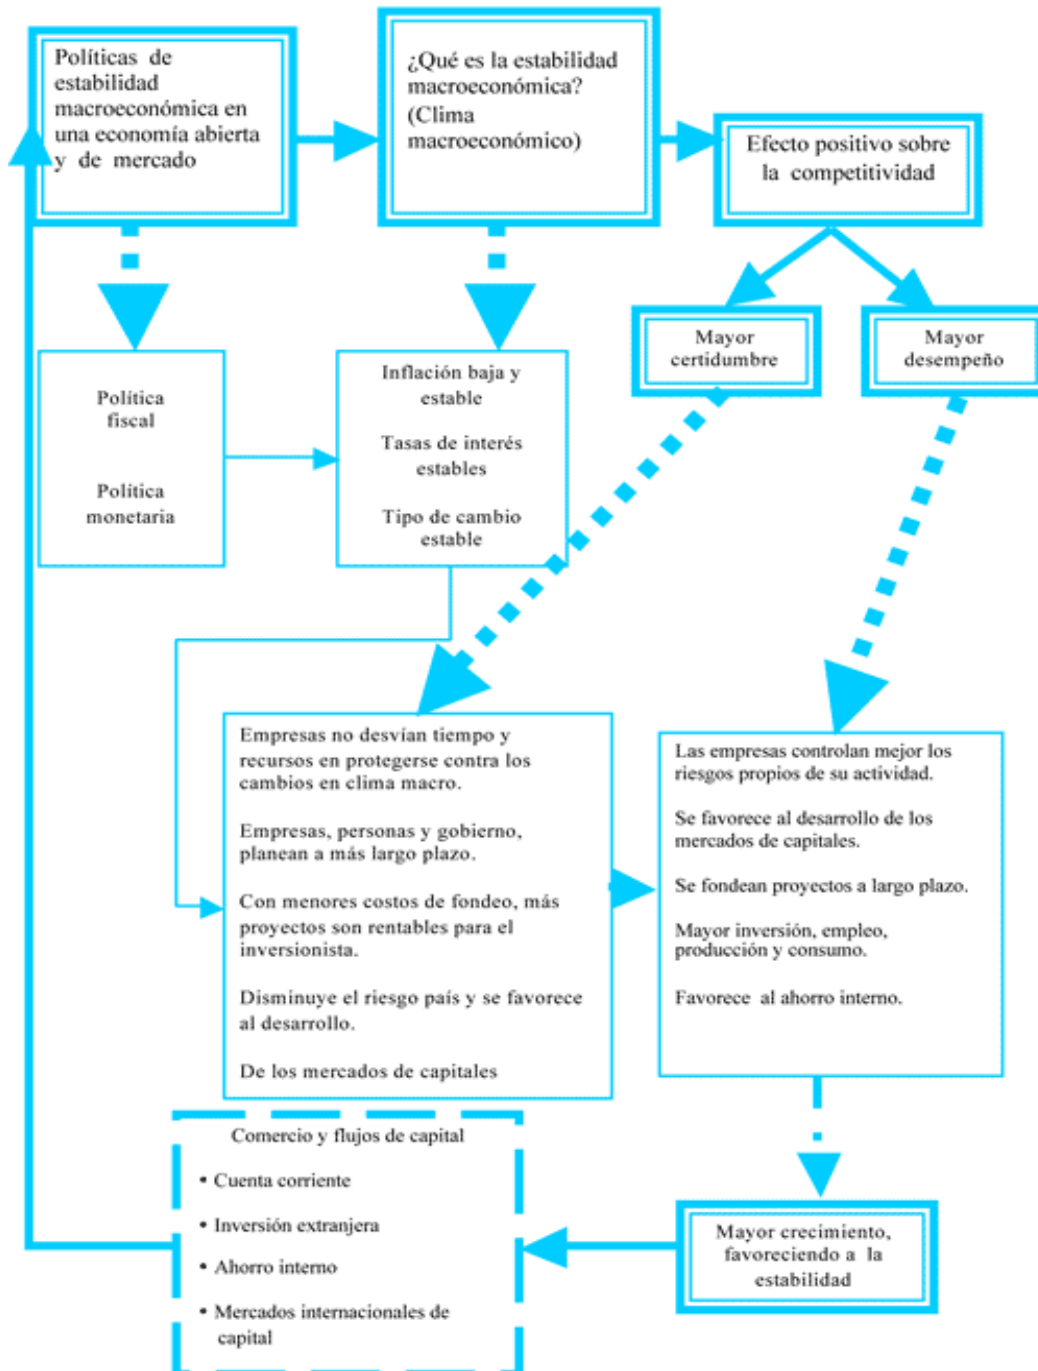 Políticas de
estabilidad
macroeconómica en
una economía abierta
y de mercado
¿Qué es la estabilidad
macroeconómica?
(Clima
macroeconómico)
Efecto positivo sobre
la competitividad
Mayor
certidumbre
Mayor
desempeño
Política
fiscal
Política
monetaria
Inflación baja y
estable
Tasas de interés
estables
Tipo de cambio
estable
Empresas no desvían tiempo y
recursos en protegerse contra los
cambios en clima macro.
Empresas, personas y gobierno,
planean a más largo plazo.
Con menores costos de fondeo, más
proyectos son rentables para el
inversionista.
Disminuye el riesgo país y se favorece
al desarrollo.
De los mercados de capitales
Las empresas controlan mejor los
riesgos propios de su actividad.
Se favorece al desarrollo de los
mercados de capitales.
Se fondean proyectos a largo plazo.
Mayor inversión, empleo,
producción y consumo.
Favorece al ahorro interno.
Comercio y flujos de capital
• Cuenta corriente
• Inversión extranjera
• Ahorro interno
• Mercados internacionales de
capital
Mayor crecimiento,
favoreciendo a la
estabilidad